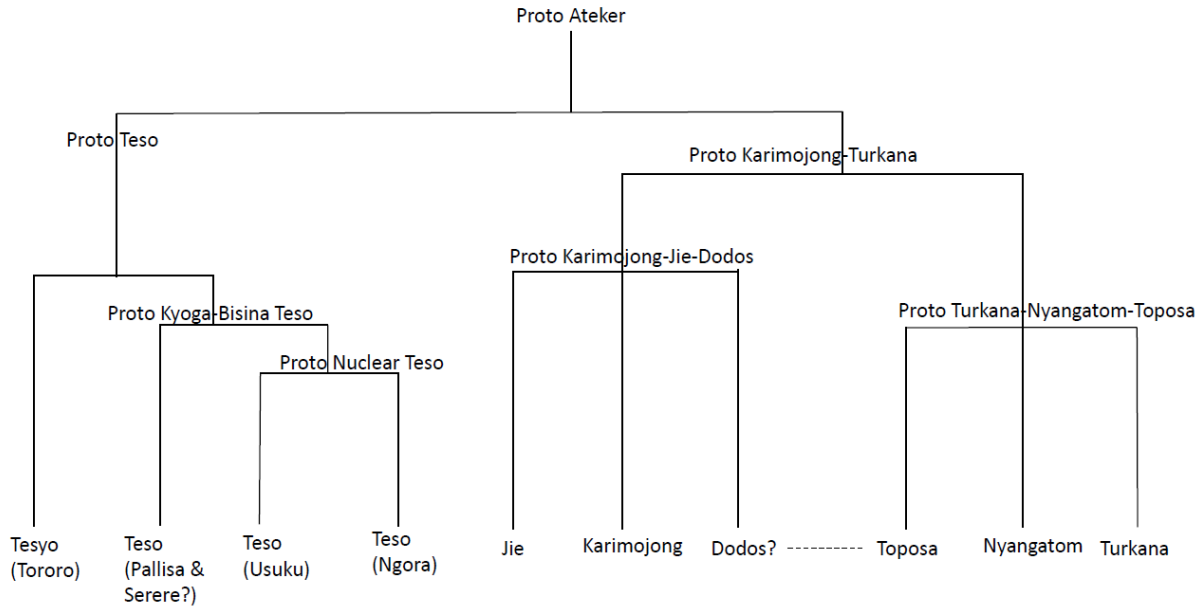 Proto Ateker
Proto Teso
Proto Karimojong-Turkana
Proto Karimojong-Jie-Dodos
Proto Kyoga-Bisina Teso
Proto Turkana-Nyangatom-Toposa
Proto Nuclear Teso
Tesyo
(Tororo)
Teso
(Pallisa &
Serere?)
Teso
(Usuku)
Teso
(Ngora)
Jie
Karimojong
Dodos? ----------
Toposa
Nyangatom
Turkana